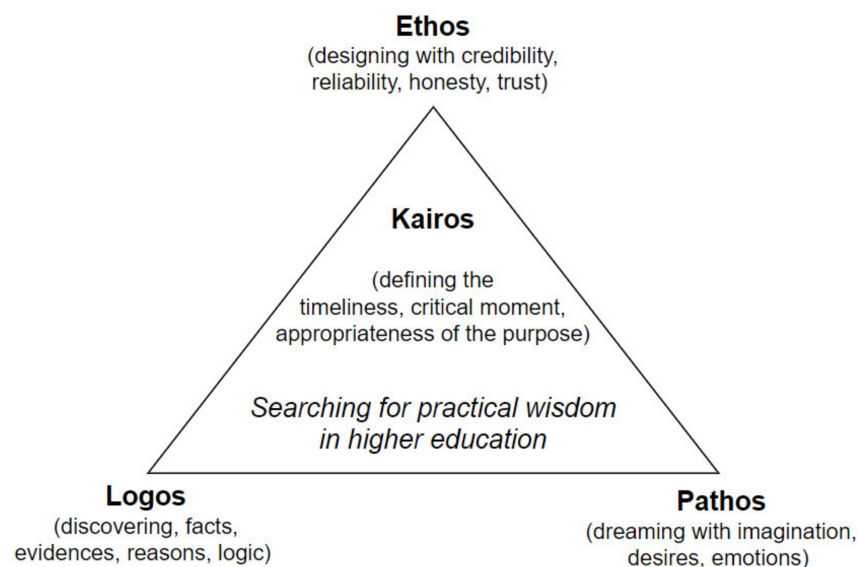 Ethos
(designing with credibility,
reliability, honesty, trust)
Kairos
(defining the
timeliness, critical moment,
appropriateness of the purpose)
Searching for practical wisdom
in higher education
Logos
(discovering, facts,
evidences, reasons, logic)
Pathos
(dreaming with imagination,
desires, emotions)